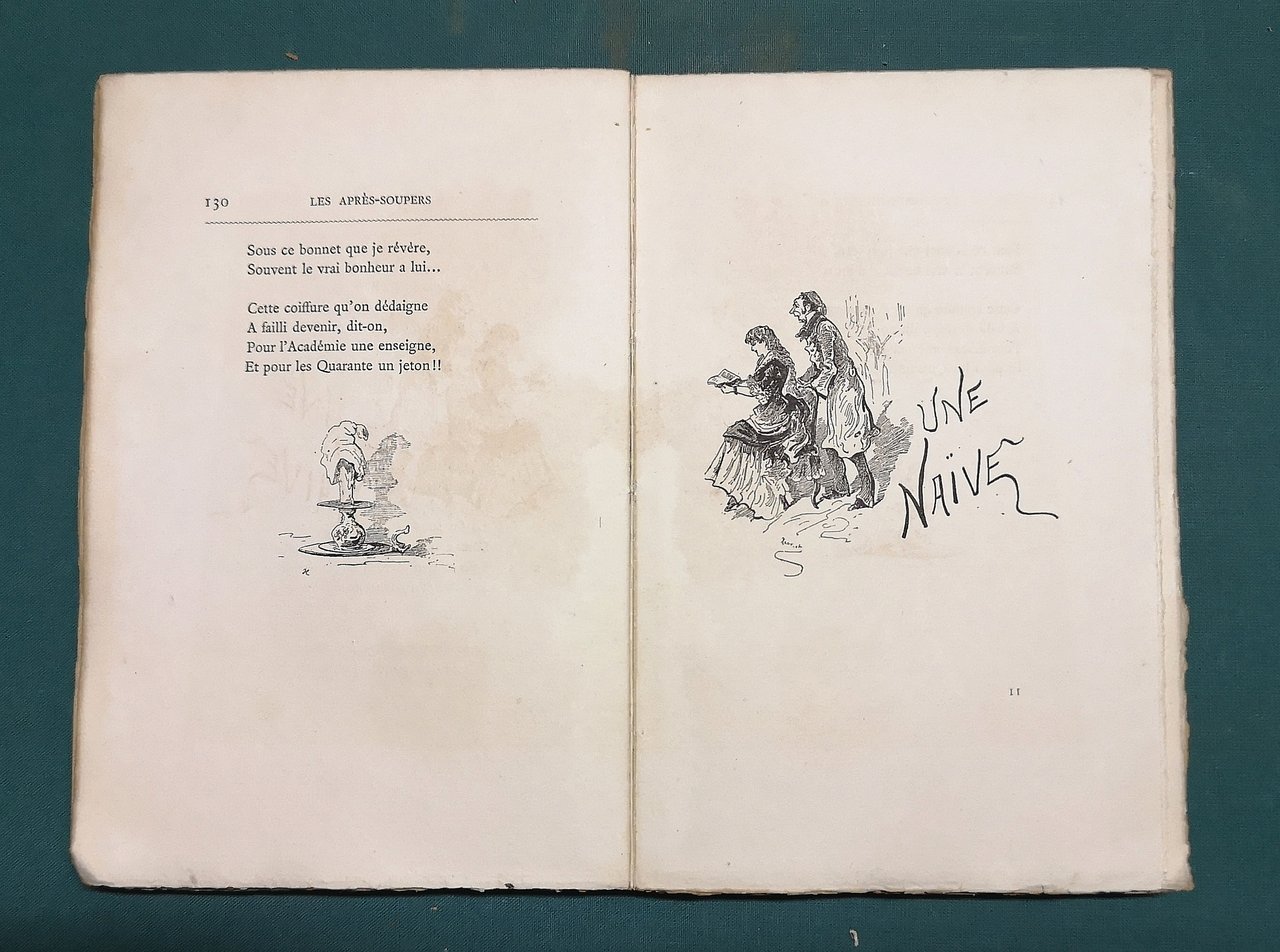 130 LES APRÈS-SOUPERS
Sous ce bonnet que je révère,
Souvent le vrai bonheur a lui...
Cette coiffure qu'on dédaigne
A failli devenir, dit-on,
Pour l'Académie une enseigne,
Et pour les Quarante un jeton!!
UNE
NAÏVE
11